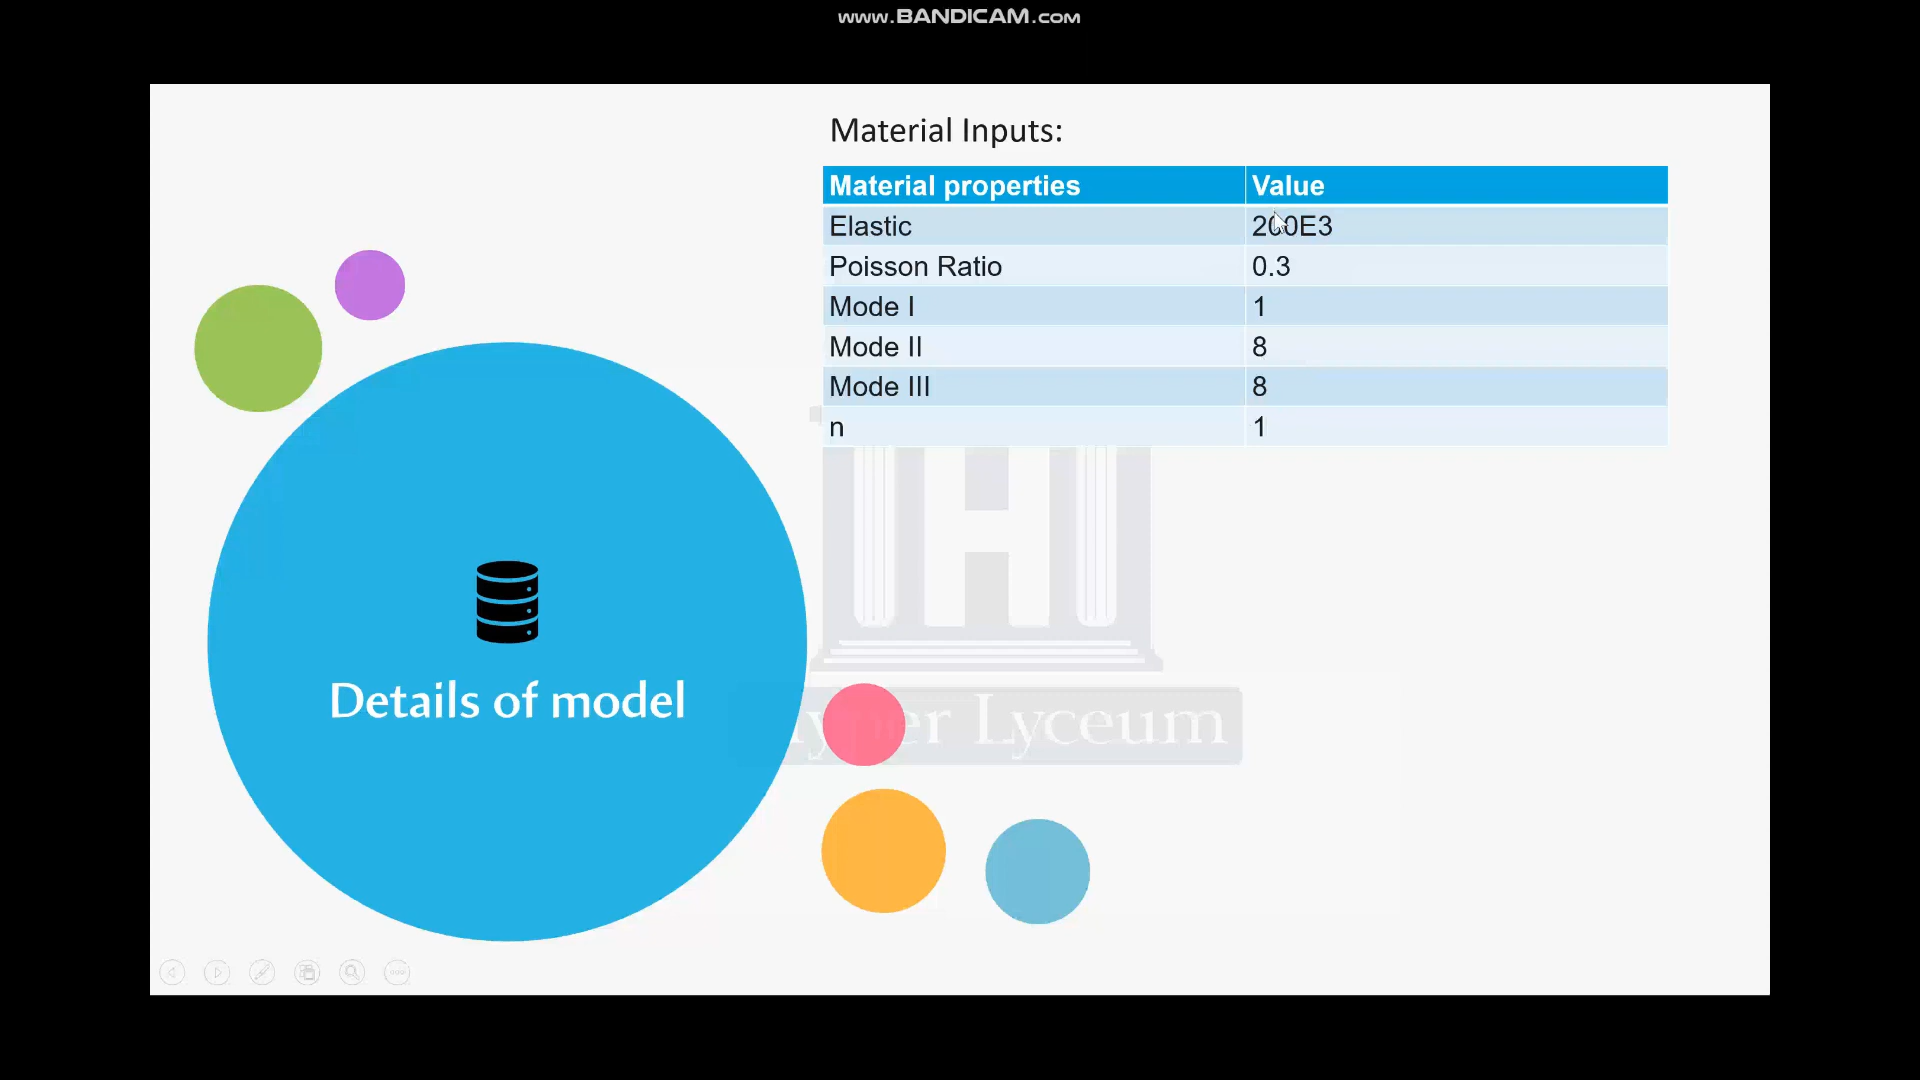 www.BANDICAM.com
Material Inputs:
Material properties Value
Elastic 200E3
Poisson Ratio 0.3
Mode I 1
Mode II 8
Mode III 8
n 1
Details of model
Lyceum